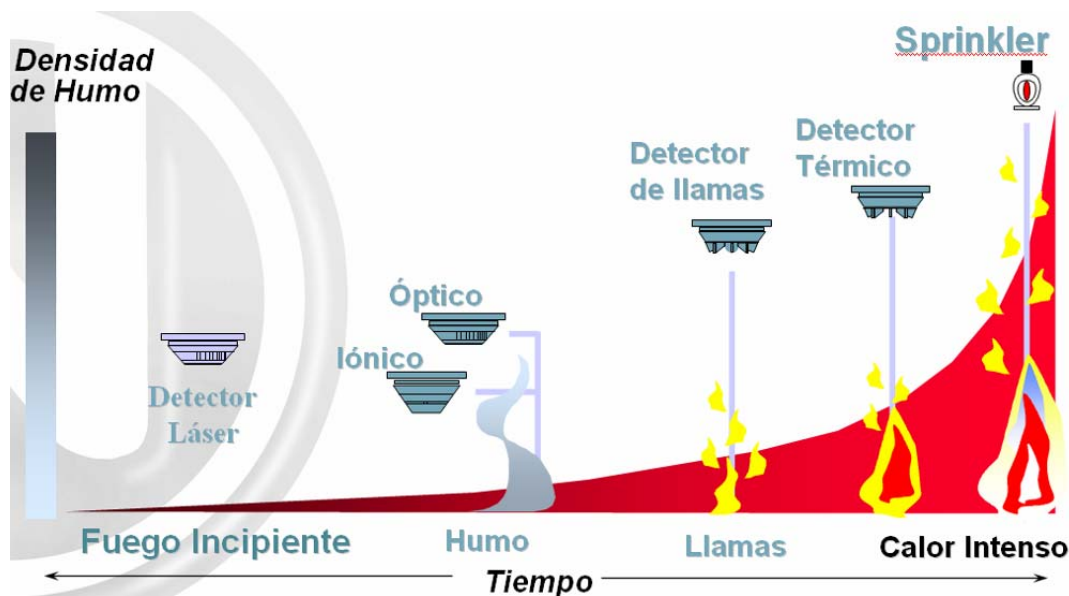 Sprinkler
Densidad
de Humo
Detector
Térmico
Detector
de llamas
Óptico
Iónico
Detector
Láser
Fuego Incipiente
Humo
Llamas
Calor Intenso
Tiempo